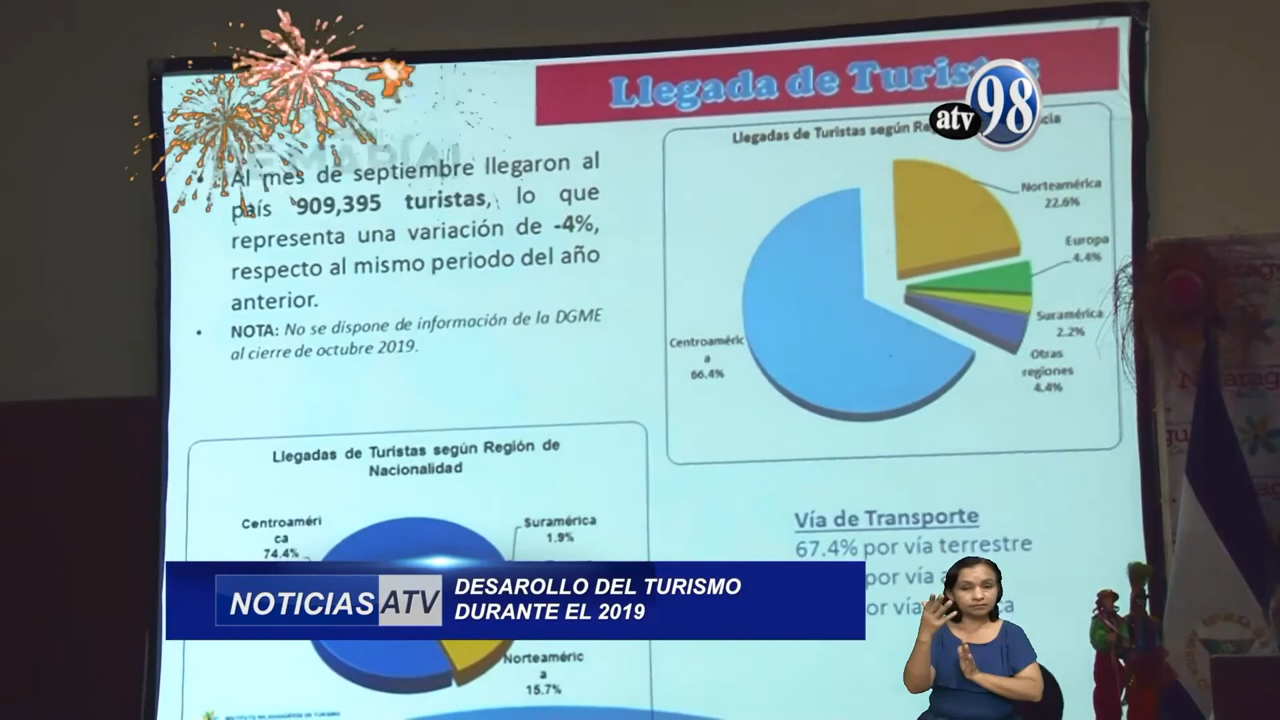 Llegada de Turistas
atv 98
Al mes de septiembre llegaron al
país 909,395 turistas, lo que
representa una variación de -4%,
respecto al mismo periodo del año
anterior.
NOTA: No se dispone de información de la DGME
al cierre de octubre 2019.
Llegadas de Turistas según
Norteamérica
22.6%
Europa
4.4%
Suramérica
2.2%
Otras
regiones
4.4%
Centroaméric
a
66.4%
Llegadas de Turistas según Región de
Nacionalidad
Centroaméri
ca
74.4%
Suramérica
1.9%
Norteaméric
a
15.7%
Vía de Transporte
67.4% por vía terrestre
por vía
por vía
NOTICIAS ATV
DESAROLLO DEL TURISMO
DURANTE EL 2019